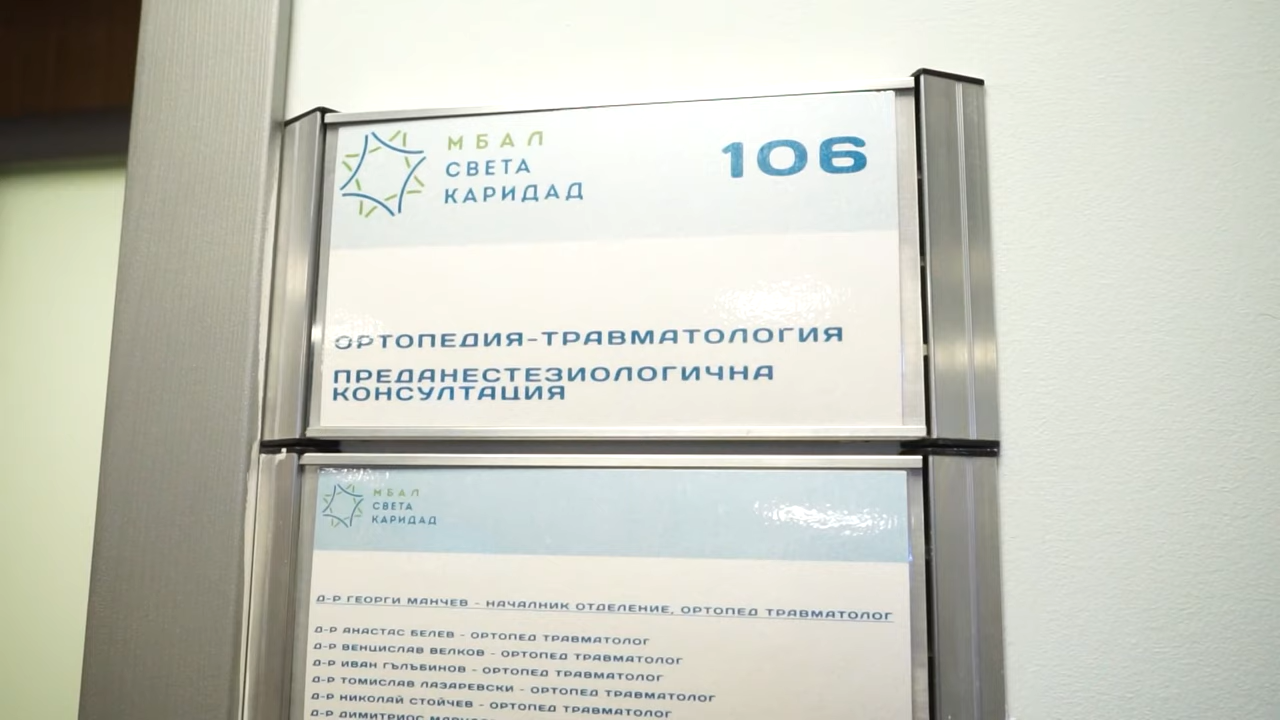 МБАЛ
СВЕТА
КАРИДАД
106
ОРТОПЕДИЯ-ТРАВМАТОЛОГИЯ
ПРЕДАНЕСТЕЗИОЛОГИЧНА
КОНСУЛТАЦИЯ
МБАЛ
СВЕТА
КАРИДАД
Д-Р ГЕОРГИ МАНЧЕВ - НАЧАЛНИК ОТДЕЛЕНИЕ, ОРТОПЕД ТРАВМАТОЛОГ
Д-Р АНАСТАС БЕЛЕВ - ОРТОПЕД ТРАВМАТОЛОГ
Д-Р ВЕНЦИСЛАВ ВЕЛКОВ - ОРТОПЕД ТРАВМАТОЛОГ
Д-Р ИВАН ГЪЛЪБИНОВ - ОРТОПЕД ТРАВМАТОЛОГ
Д-Р ТОМИСЛАВ ЛАЗАРЕВСКИ - ОРТОПЕД ТРАВМАТОЛОГ
Д-Р НИКОЛАЙ СТОЙЧЕВ - ОРТОПЕД ТРАВМАТОЛОГ
Д-Р ДИМИТРИОС